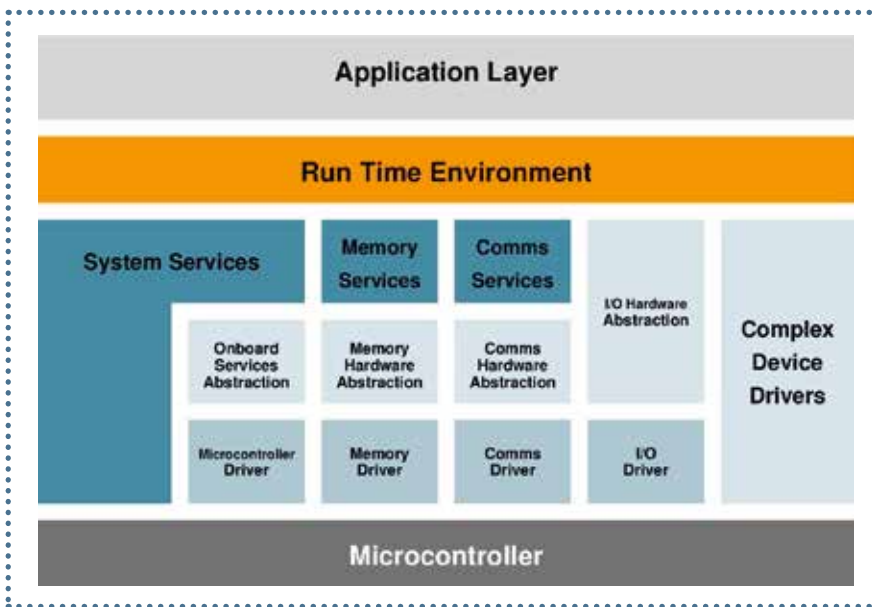 Application Layer
Run Time Environment
System Services
Memory
Services
Comms
Services
I/O Hardware
Abstraction
Complex
Device
Drivers
Onboard
Services
Abstraction
Memory
Hardware
Abstraction
Comms
Hardware
Abstraction
Microcontroller
Driver
Memory
Driver
Comms
Driver
I/O
Driver
Microcontroller